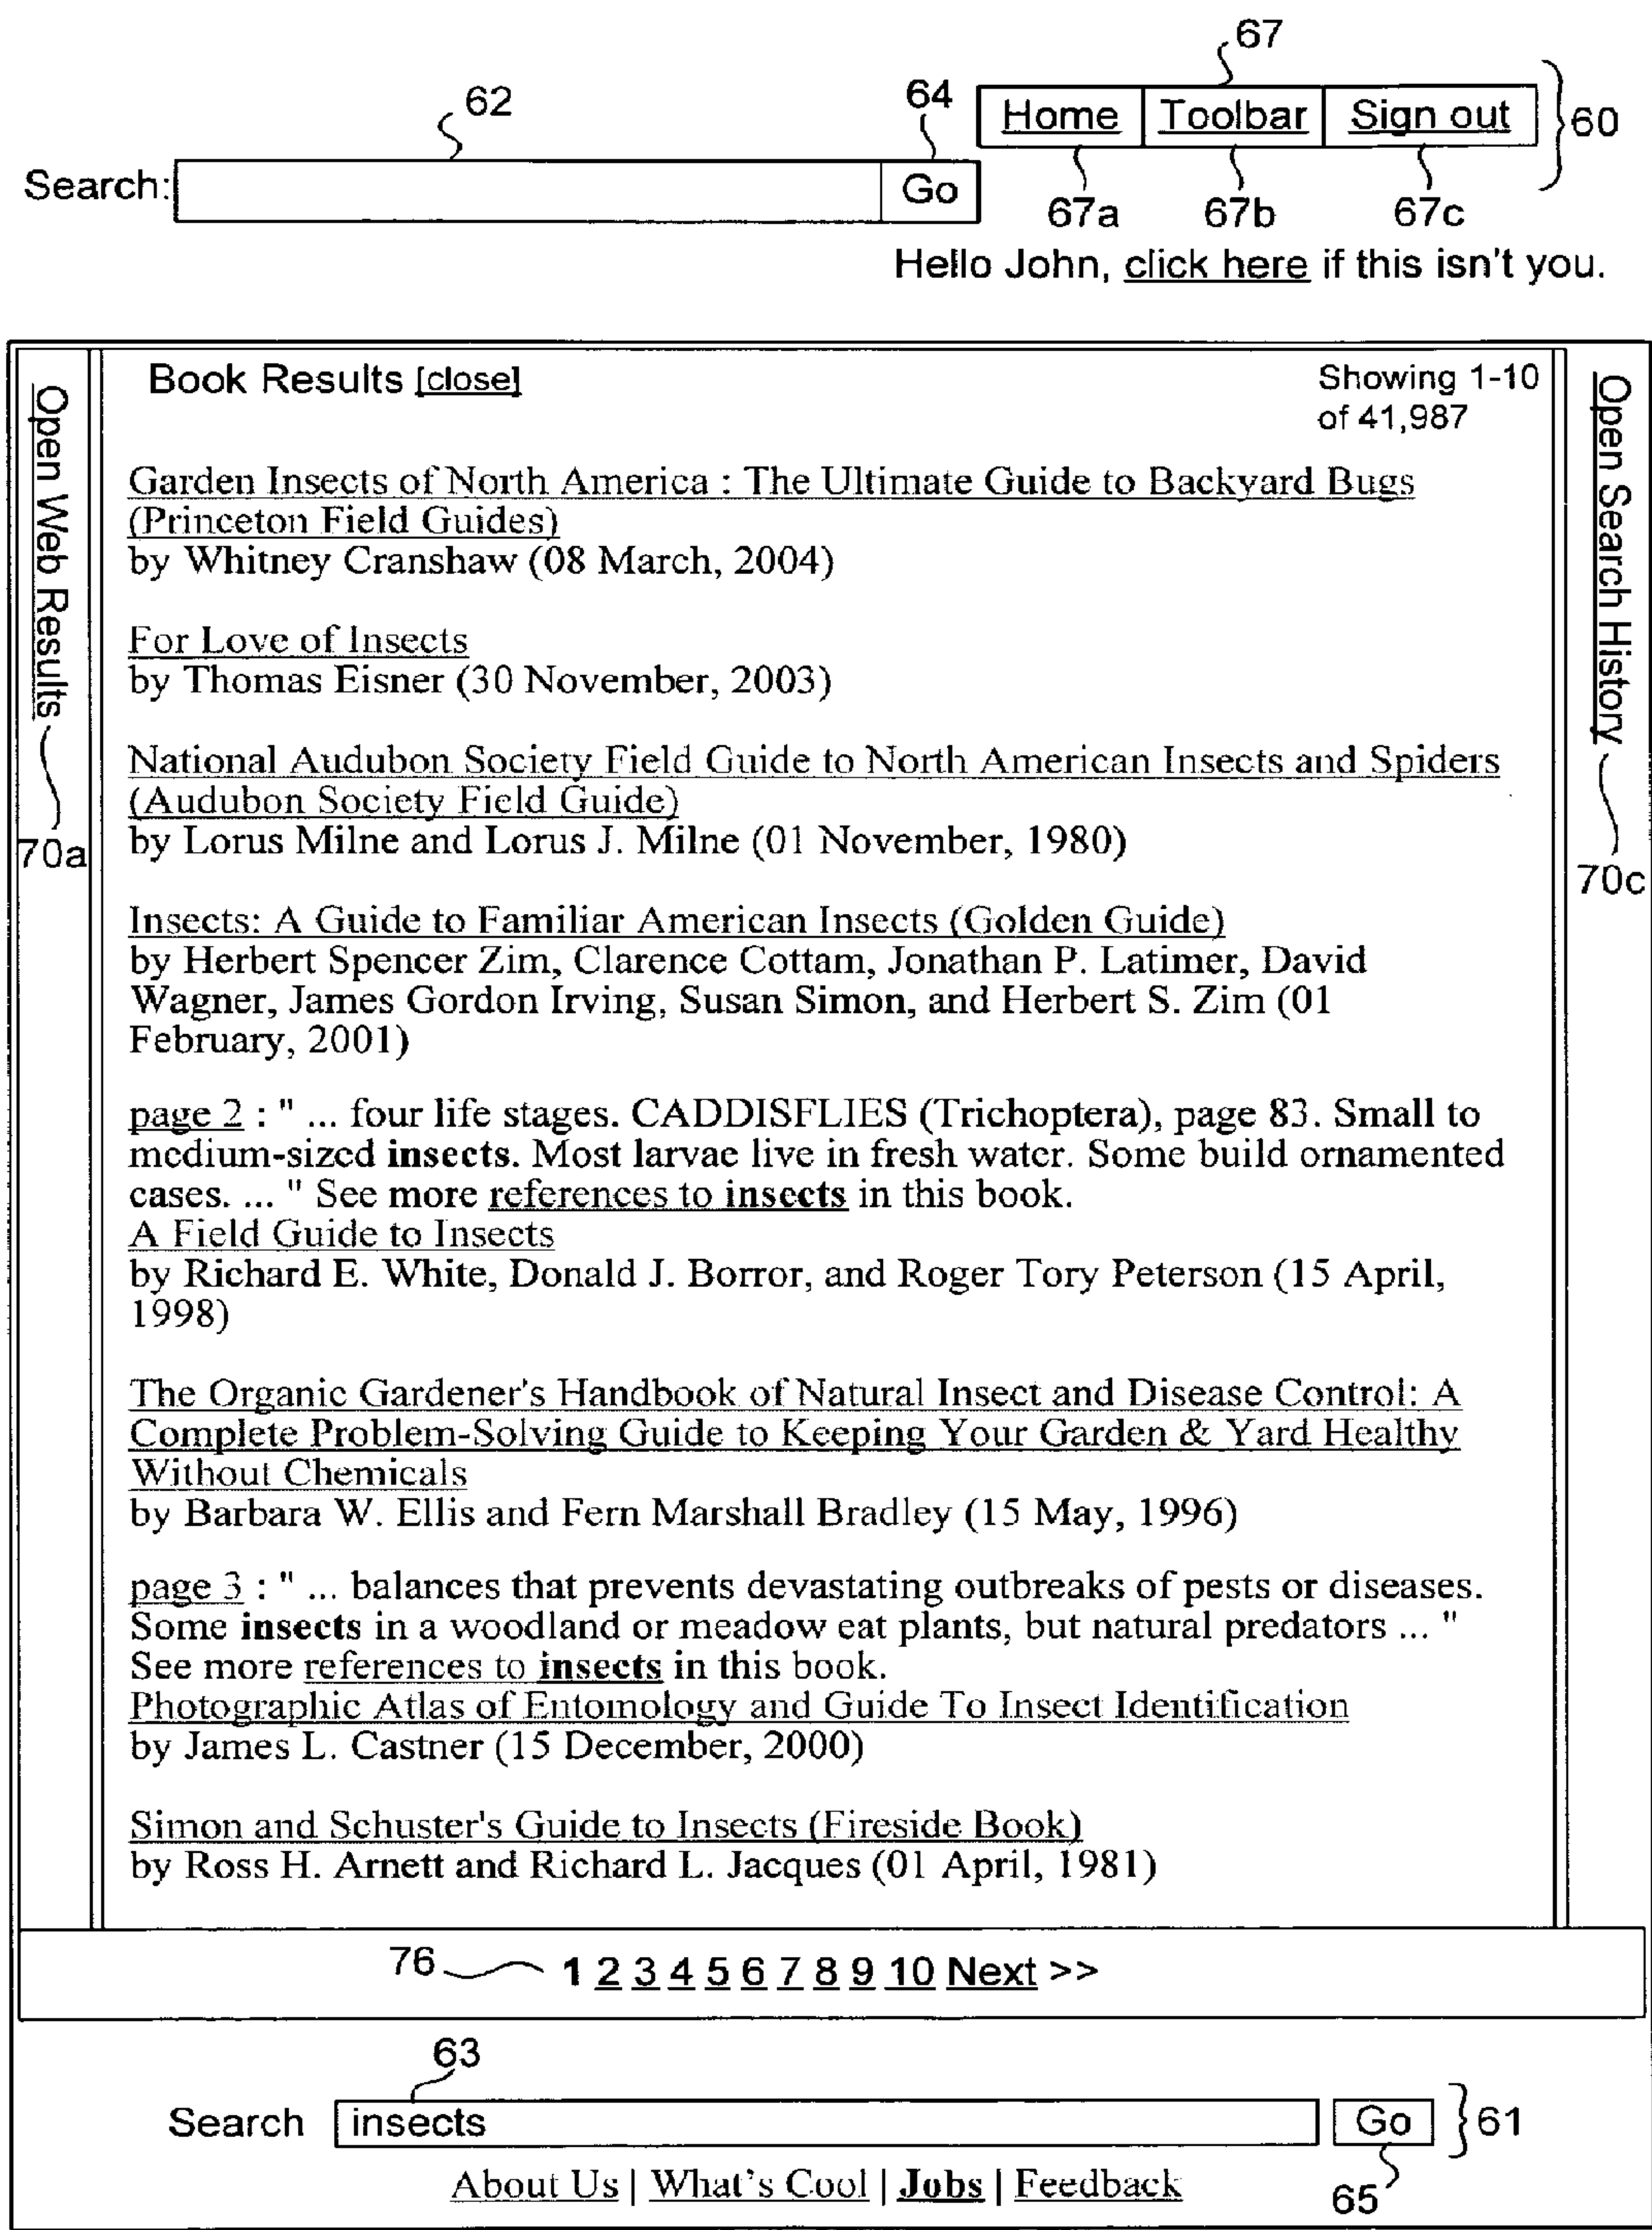 67
62
64
Home Toolbar Sign out
60
Search:
Go
67a 67b 67c
Hello John, click here if this isn't you.
Open Web Results
70a
Book Results [close]
Showing 1-10
of 41,987
Garden Insects of North America : The Ultimate Guide to Backyard Bugs
(Princeton Field Guides)
by Whitney Cranshaw (08 March, 2004)
For Love of Insects
by Thomas Eisner (30 November, 2003)
National Audubon Society Field Guide to North American Insects and Spiders
(Audubon Society Field Guide)
by Lorus Milne and Lorus J. Milne (01 November, 1980)
Insects: A Guide to Familiar American Insects (Golden Guide)
by Herbert Spencer Zim, Clarence Cottam, Jonathan P. Latimer, David
Wagner, James Gordon Irving, Susan Simon, and Herbert S. Zim (01
February, 2001)
page 2 : " ... four life stages. CADDISFLIES (Trichoptera), page 83. Small to
medium-sized insects. Most larvae live in fresh water. Some build ornamented
cases. ... " See more references to insects in this book.
A Field Guide to Insects
by Richard E. White, Donald J. Borror, and Roger Tory Peterson (15 April,
1998)
The Organic Gardener's Handbook of Natural Insect and Disease Control: A
Complete Problem-Solving Guide to Keeping Your Garden & Yard Healthy
Without Chemicals
by Barbara W. Ellis and Fern Marshall Bradley (15 May, 1996)
page 3 : " ... balances that prevents devastating outbreaks of pests or diseases.
Some insects in a woodland or meadow eat plants, but natural predators ... "
See more references to insects in this book.
Photographic Atlas of Entomology and Guide To Insect Identification
by James L. Castner (15 December, 2000)
Simon and Schuster's Guide to Insects (Fireside Book)
by Ross H. Arnett and Richard L. Jacques (01 April, 1981)
Open Search History
70c
76
1 2 3 4 5 6 7 8 9 10 Next >>
63
Search insects Go
61
About Us | What's Cool | Jobs | Feedback
65